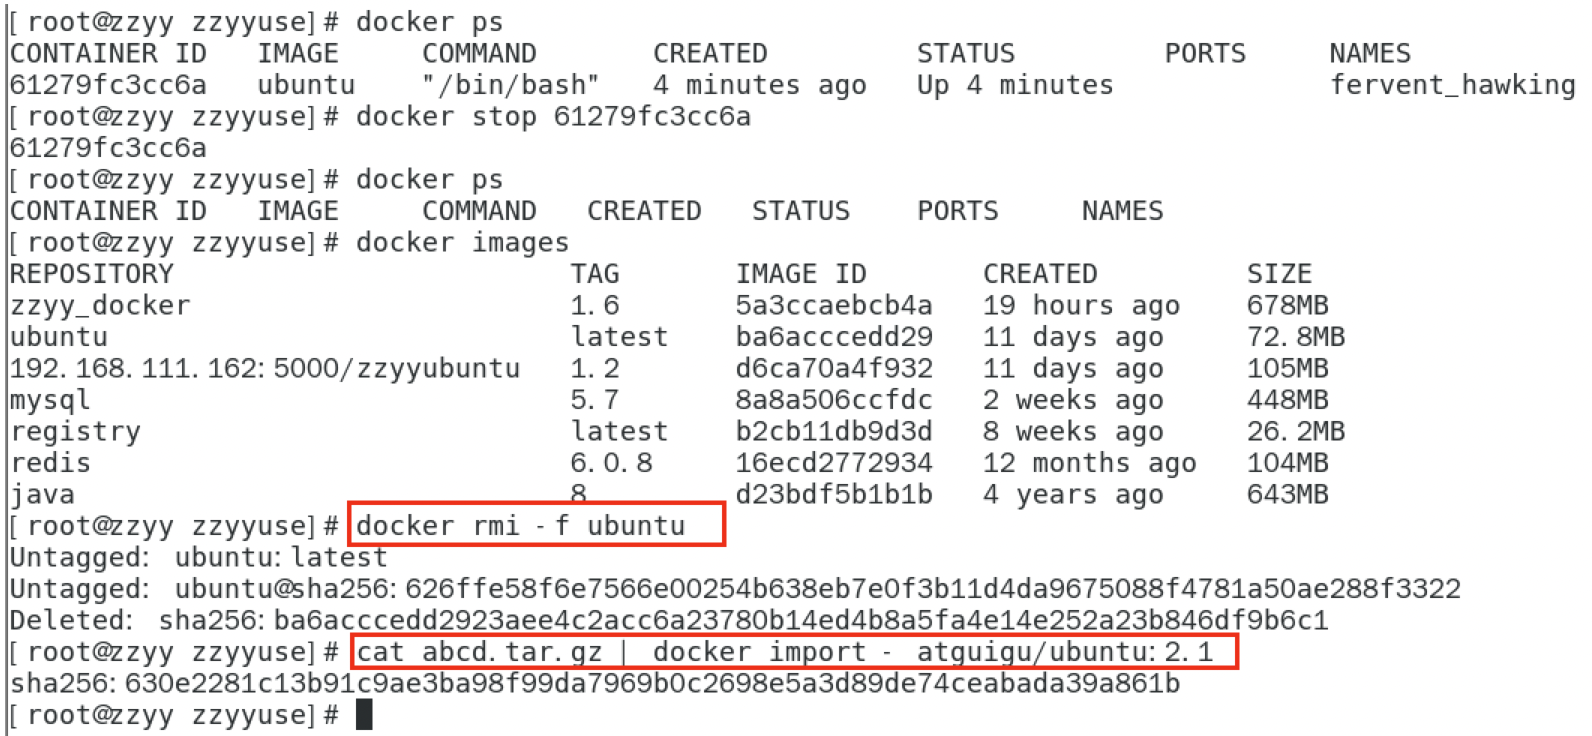 [root@zzyy zzyyuse]# docker ps
CONTAINER ID   IMAGE     COMMAND       CREATED         STATUS         PORTS     NAMES
61279fc3cc6a   ubuntu    "/bin/bash"   4 minutes ago   Up 4 minutes             fervent_hawking
[root@zzyy zzyyuse]# docker stop 61279fc3cc6a
61279fc3cc6a
[root@zzyy zzyyuse]# docker ps
CONTAINER ID   IMAGE     COMMAND   CREATED   STATUS    PORTS     NAMES
[root@zzyy zzyyuse]# docker images
REPOSITORY                        TAG       IMAGE ID       CREATED         SIZE
zzyy_docker                       1.6       5a3ccaebcb4a   19 hours ago    678MB
ubuntu                            latest    ba6acccedd29   11 days ago     72.8MB
192.168.111.162:5000/zzyyubuntu   1.2       d6ca70a4f932   11 days ago     105MB
mysql                             5.7       8a8a506ccfdc   2 weeks ago     448MB
registry                          latest    b2cb11db9d3d   8 weeks ago     26.2MB
redis                             6.0.8     16ecd2772934   12 months ago   104MB
java                              8         d23bdf5b1b1b   4 years ago     643MB
[root@zzyy zzyyuse]# docker rmi -f ubuntu
Untagged: ubuntu:latest
Untagged: ubuntu@sha256:626ffe58f6e7566e00254b638eb7e0f3b11d4da9675088f4781a50ae288f3322
Deleted: sha256:ba6acccedd2923aee4c2acc6a23780b14ed4b8a5fa4e14e252a23b846df9b6c1
[root@zzyy zzyyuse]# cat abcd.tar.gz | docker import - atguigu/ubuntu:2.1
sha256:630e2281c13b91c9ae3ba98f99da7969b0c2698e5a3d89de74ceabada39a861b
[root@zzyy zzyyuse]#